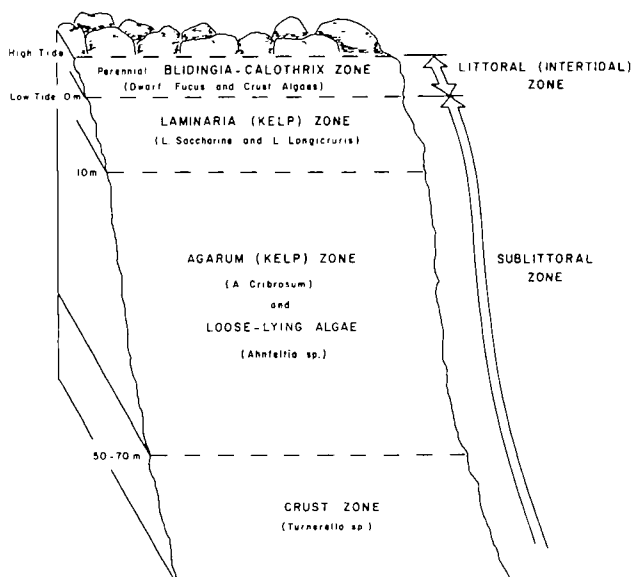 High Tide
Perennial BLIDINGIA-CALOTHRIX ZONE
(Dwarf Fucus and Crust Algaes)
LITTORAL (INTERTIDAL)
ZONE
Low Tide 0m
LAMINARIA (KELP) ZONE
(L. Saccharina and L. Longicruris)
10m
AGARUM (KELP) ZONE
(A Cribrosum)
and
LOOSE-LYING ALGAE
(Ahnfeltia sp.)
SUBLITTORAL
ZONE
50-70m
CRUST ZONE
(Turnerella sp)